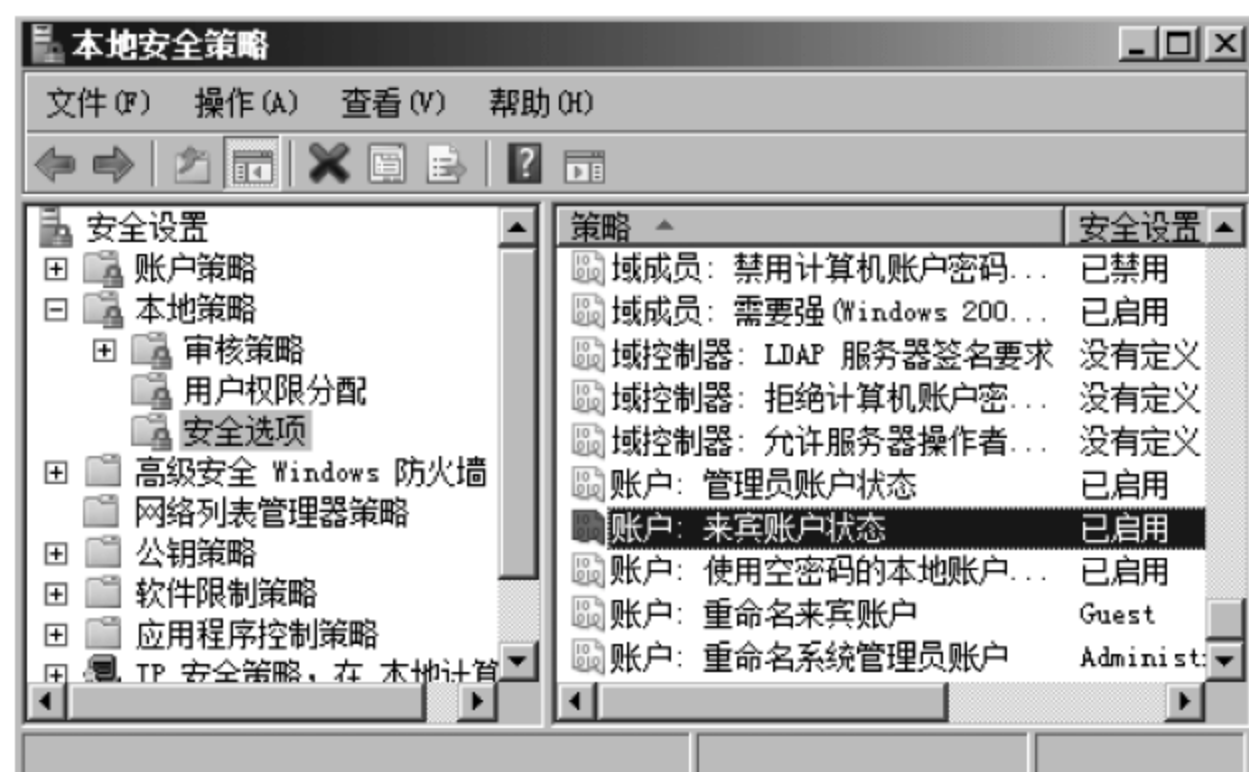 本地安全策略
文件(F) 操作(A) 查看(V) 帮助(H)
安全设置
账户策略
本地策略
审核策略
用户权限分配
安全选项
高级安全 Windows 防火墙
网络列表管理器策略
公钥策略
软件限制策略
应用程序控制策略
IP 安全策略，在 本地计算
策略 安全设置
域成员: 禁用计算机账户密码... 已禁用
域成员: 需要强(Windows 200... 已启用
域控制器: LDAP 服务器签名要求 没有定义
域控制器: 拒绝计算机账户密... 没有定义
域控制器: 允许服务器操作者... 没有定义
账户: 管理员账户状态 已启用
账户: 来宾账户状态 已启用
账户: 使用空密码的本地账户... 已启用
账户: 重命名来宾账户 Guest
账户: 重命名系统管理员账户 Administ